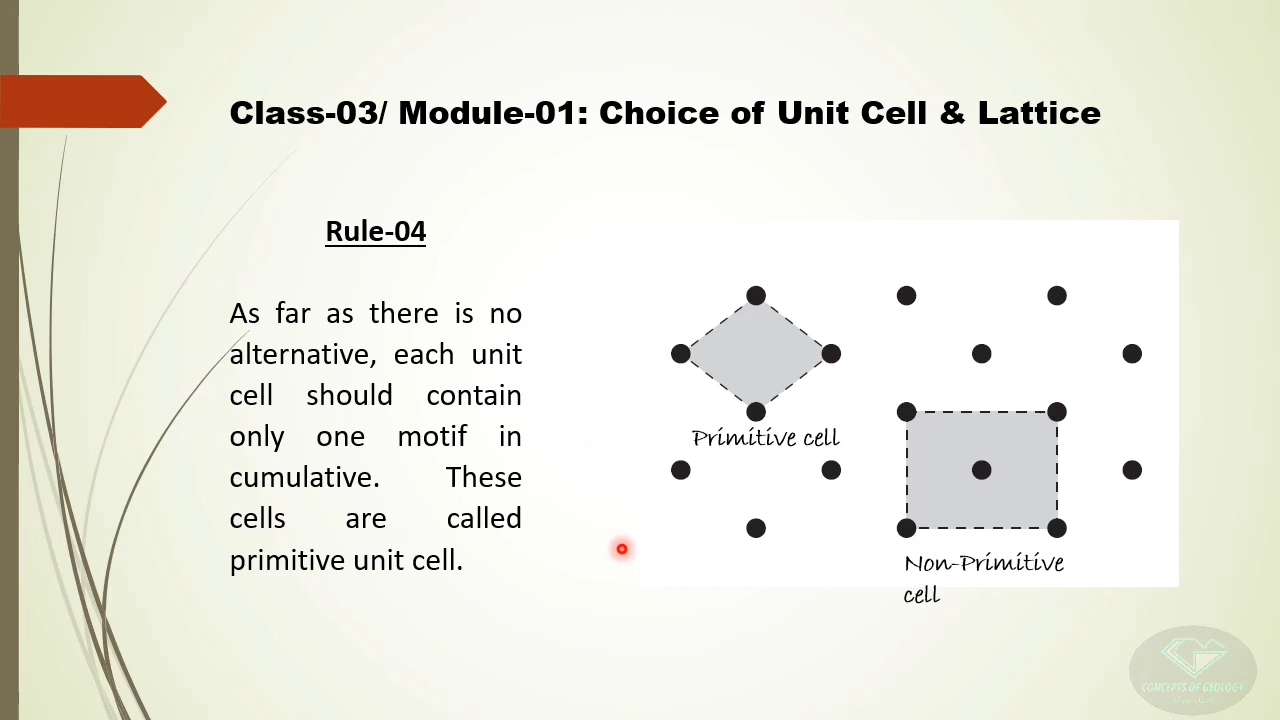 Class-03/ Module-01: Choice of Unit Cell & Lattice
Rule-04
As far as there is no
alternative, each unit
cell should contain
only one motif in
cumulative. These
cells are called
primitive unit cell.
Primitive cell
Non-Primitive
cell
CONCEPTS OF GEOLOGY